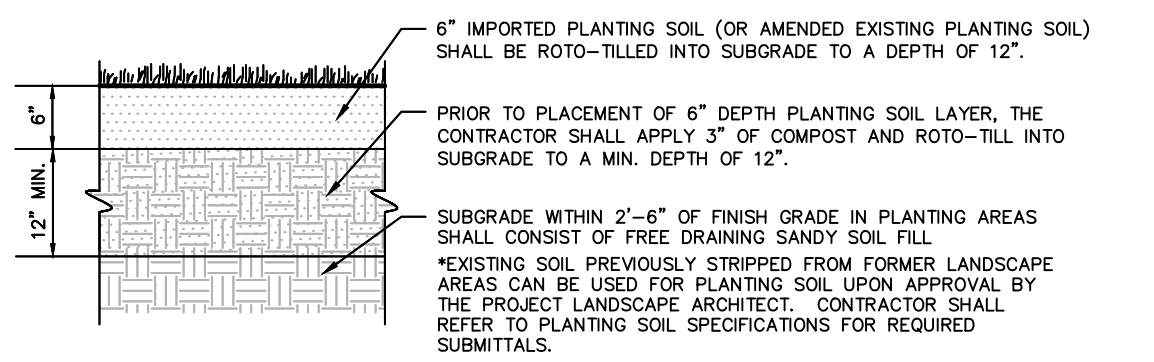 6" IMPORTED PLANTING SOIL (OR AMENDED EXISTING PLANTING SOIL)
SHALL BE ROTO-TILLED INTO SUBGRADE TO A DEPTH OF 12".
6"
PRIOR TO PLACEMENT OF 6" DEPTH PLANTING SOIL LAYER, THE
CONTRACTOR SHALL APPLY 3" OF COMPOST AND ROTO-TILL INTO
SUBGRADE TO A MIN. DEPTH OF 12".
12" MIN.
SUBGRADE WITHIN 2'-6" OF FINISH GRADE IN PLANTING AREAS
SHALL CONSIST OF FREE DRAINING SANDY SOIL FILL
*EXISTING SOIL PREVIOUSLY STRIPPED FROM FORMER LANDSCAPE
AREAS CAN BE USED FOR PLANTING SOIL UPON APPROVAL BY
THE PROJECT LANDSCAPE ARCHITECT. CONTRACTOR SHALL
REFER TO PLANTING SOIL SPECIFICATIONS FOR REQUIRED
SUBMITTALS.